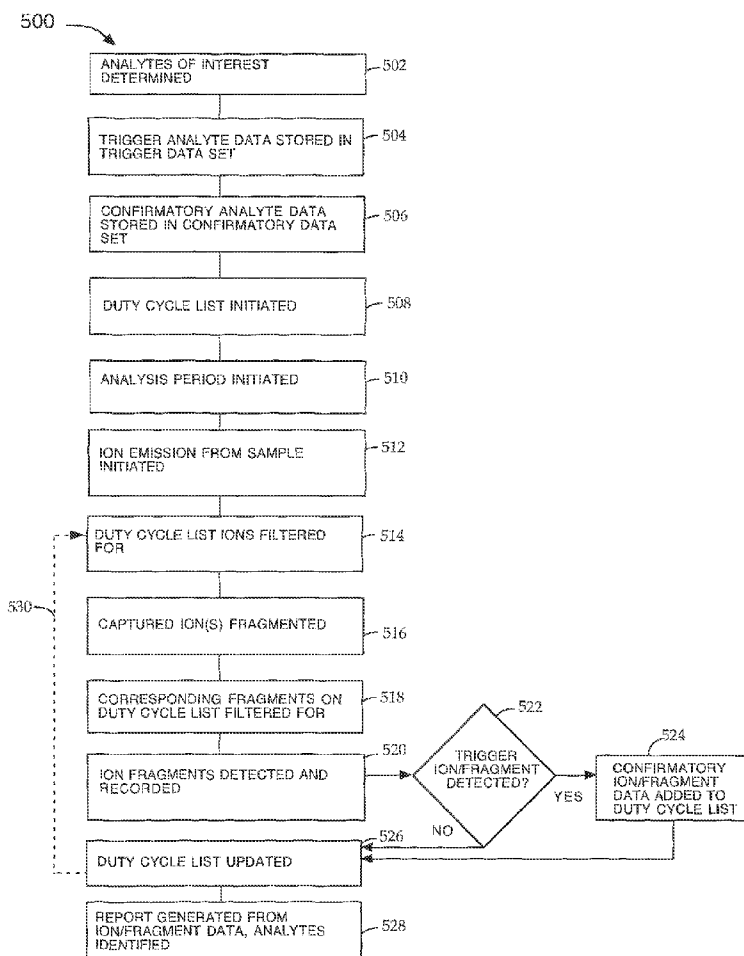 500
ANALYTES OF INTEREST
DETERMINED
502
TRIGGER ANALYTE DATA STORED IN
TRIGGER DATA SET
504
CONFIRMATORY ANALYTE DATA
STORED IN CONFIRMATORY DATA
SET
506
DUTY CYCLE LIST INITIATED
508
ANALYSIS PERIOD INITIATED
510
ION EMISSION FROM SAMPLE
INITIATED
512
DUTY CYCLE LIST IONS FILTERED
FOR
514
530
CAPTURED ION(S) FRAGMENTED
516
CORRESPONDING FRAGMENTS ON
DUTY CYCLE LIST FILTERED FOR
518
ION FRAGMENTS DETECTED AND
RECORDED
520
TRIGGER
ION/FRAGMENT
DETECTED?
522
YES
NO
524
CONFIRMATORY
ION/FRAGMENT
DATA ADDED TO
DUTY CYCLE LIST
DUTY CYCLE LIST UPDATED
526
REPORT GENERATED FROM
ION/FRAGMENT DATA, ANALYTES
IDENTIFIED
528